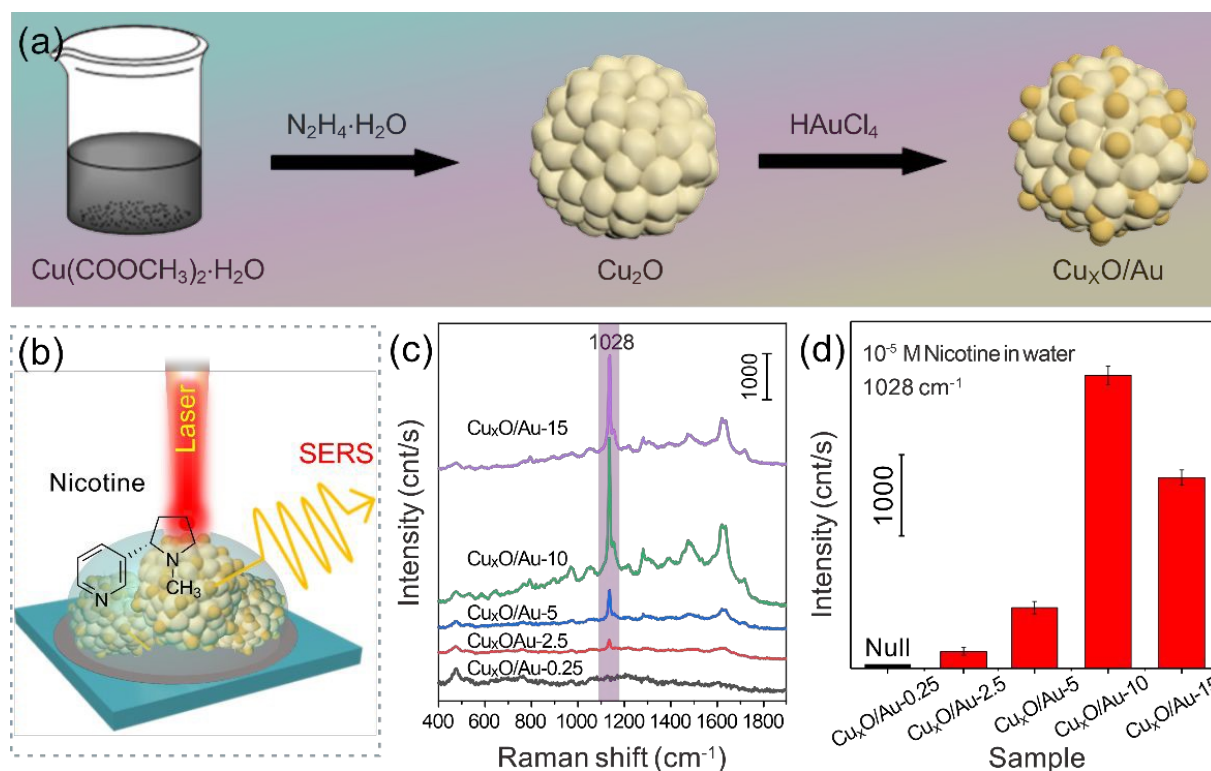 (a)
N₂H₄·H₂O
HAuCl₄
Cu(COOCH₃)₂·H₂O
Cu₂O
CuₓO/Au
(b)
Laser
SERS
Nicotine
N
CH₃
N
(c)
1028
1000
CuₓO/Au-15
CuₓO/Au-10
CuₓO/Au-5
CuₓOAu-2.5
CuₓO/Au-0.25
Intensity (cnt/s)
400 600 800 1000 1200 1400 1600 1800
Raman shift (cm⁻¹)
(d)
10⁻⁵ M Nicotine in water
1028 cm⁻¹
1000
Null
Intensity (cnt/s)
CuₓO/Au-0.25
CuₓO/Au-2.5
CuₓO/Au-5
CuₓO/Au-10
CuₓO/Au-15
Sample